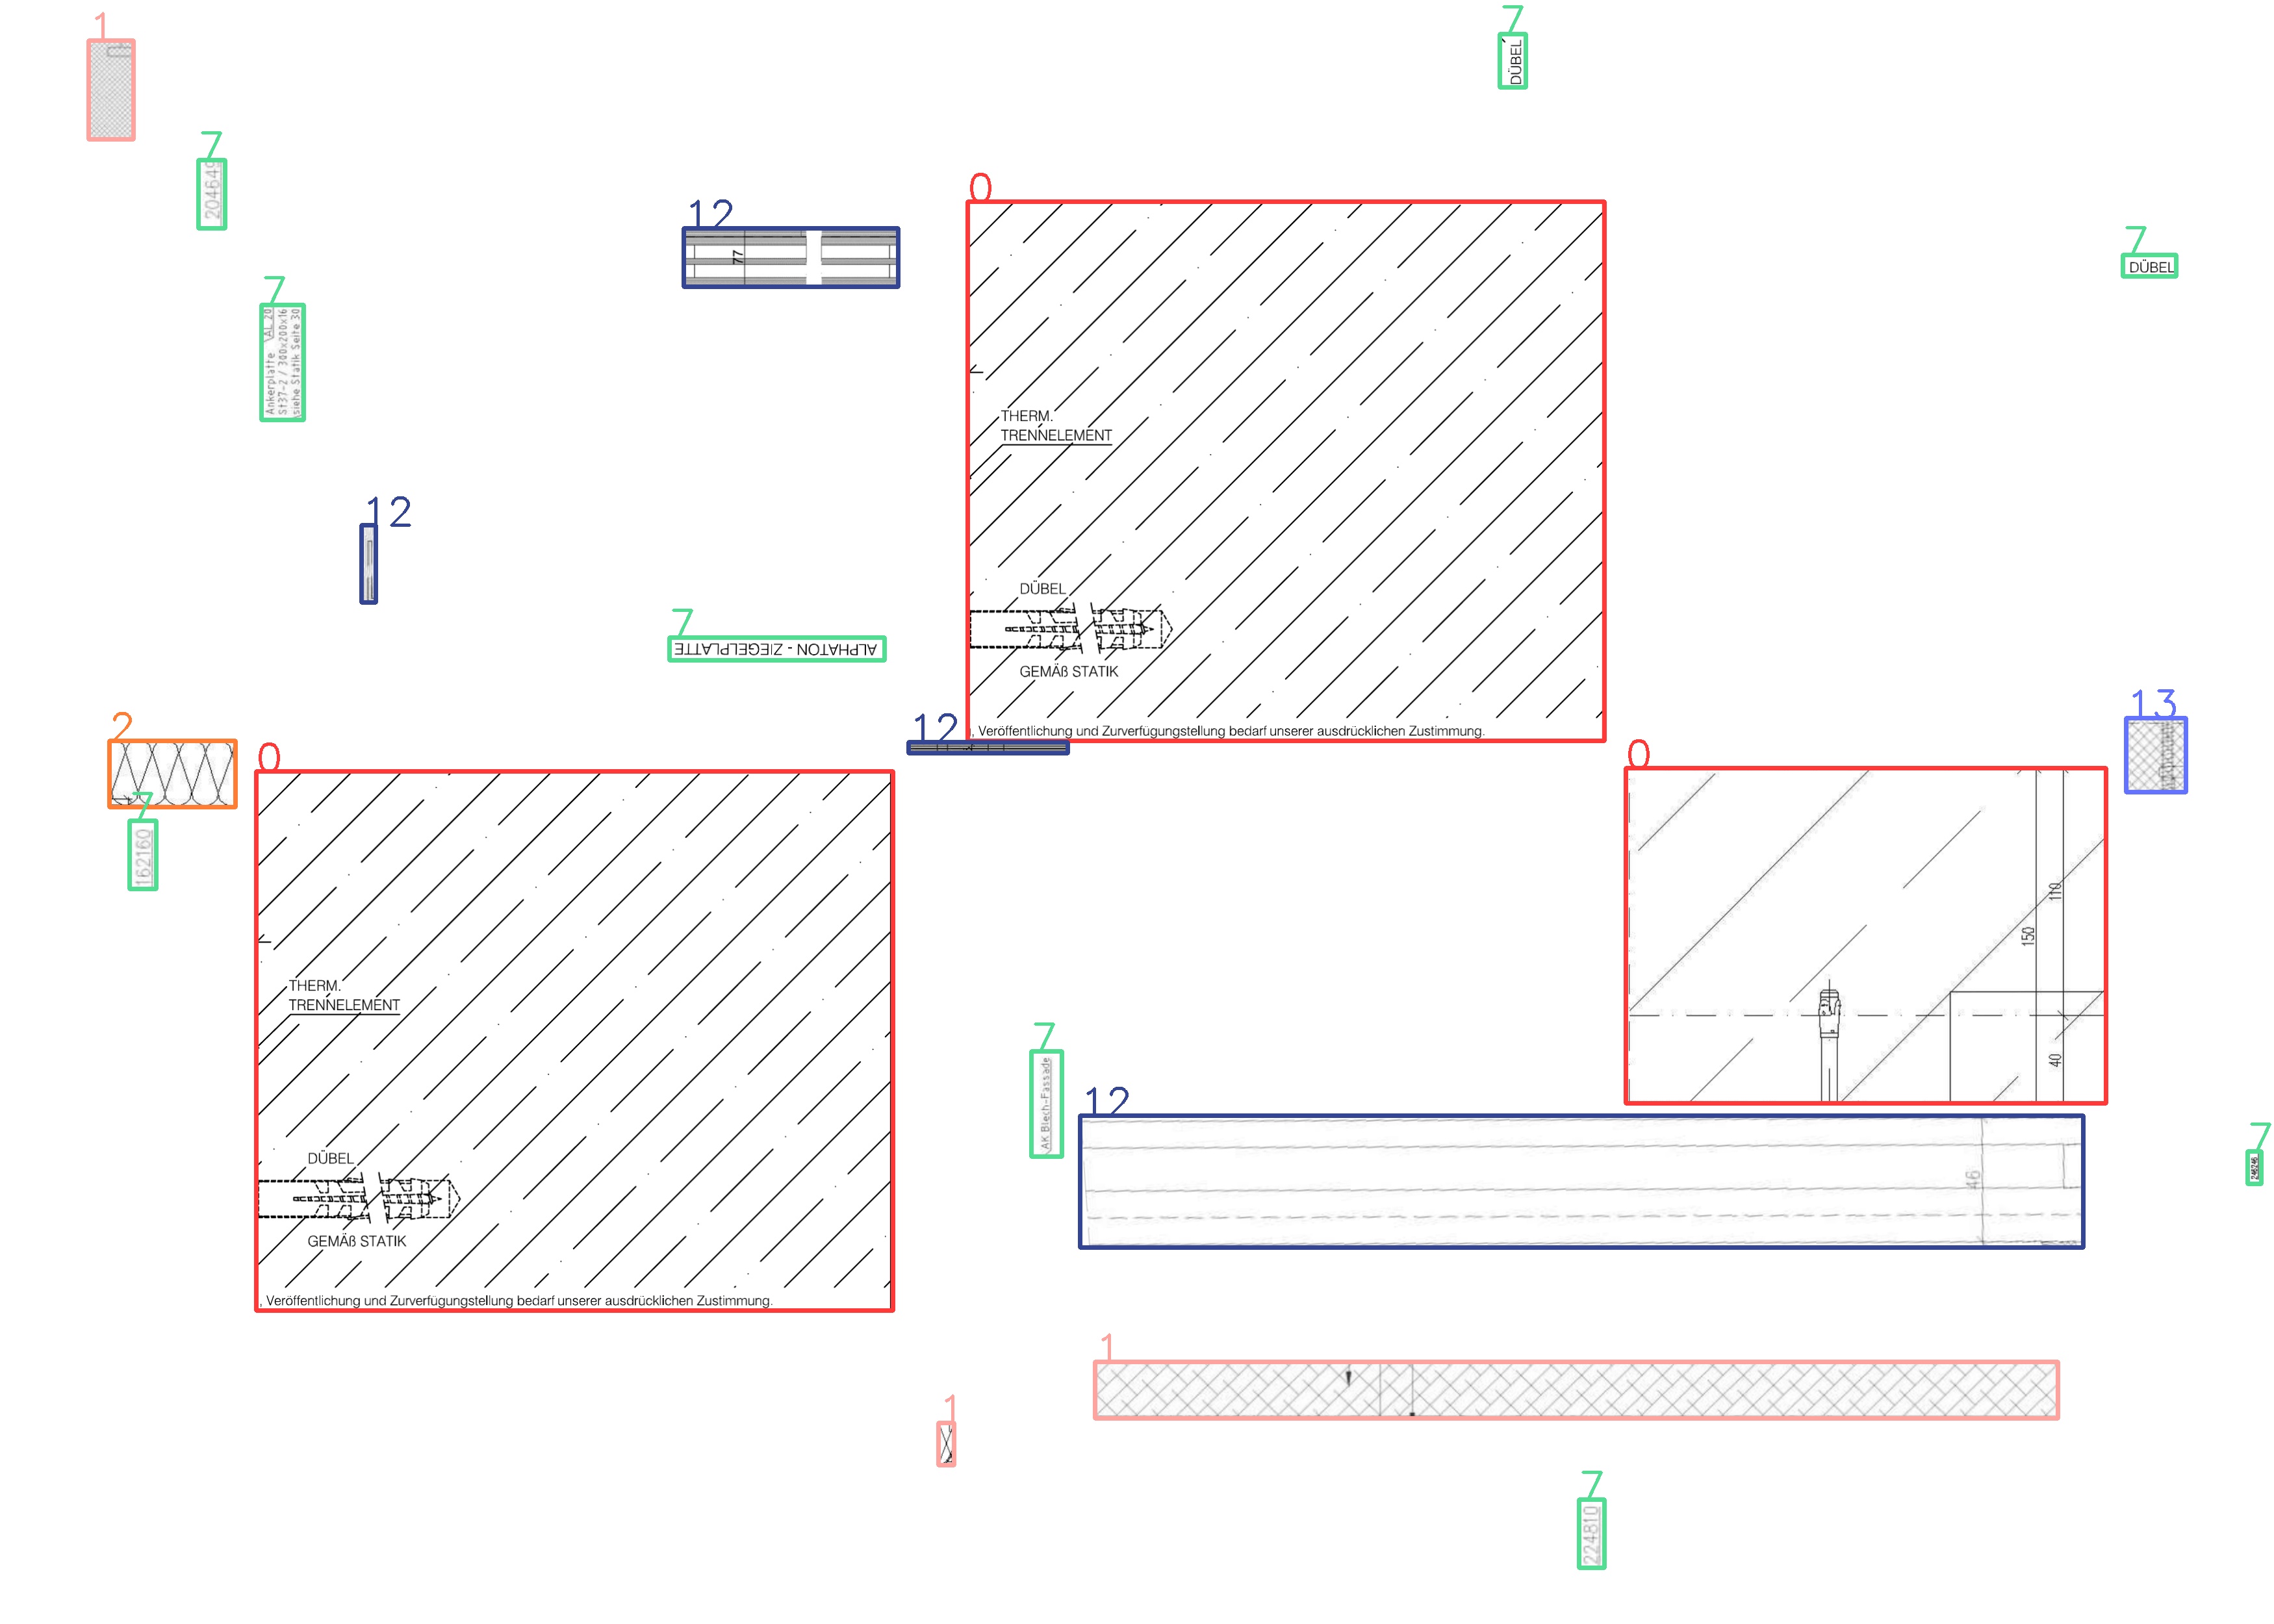 1
7
DÜBEL
7
204649
12
77
0
7
DÜBEL
7
Ankerplatte \AL 20
St37-2 / 300x200x16
siehe Statik Seite 30
THERM.
TRENNELEMENT
12
DÜBEL
7
ALPHATON - ZIEGELPLATTE
GEMÄß STATIK
, Veröffentlichung und Zurverfügungstellung bedarf unserer ausdrücklichen Zustimmung.
13
2
12
0
0
7
162160
110
150
40
THERM.
TRENNELEMENT
7
AK Blech-Fassade
12
46
7
246246
DÜBEL
GEMÄß STATIK
, Veröffentlichung und Zurverfügungstellung bedarf unserer ausdrücklichen Zustimmung.
1
1
7
224810